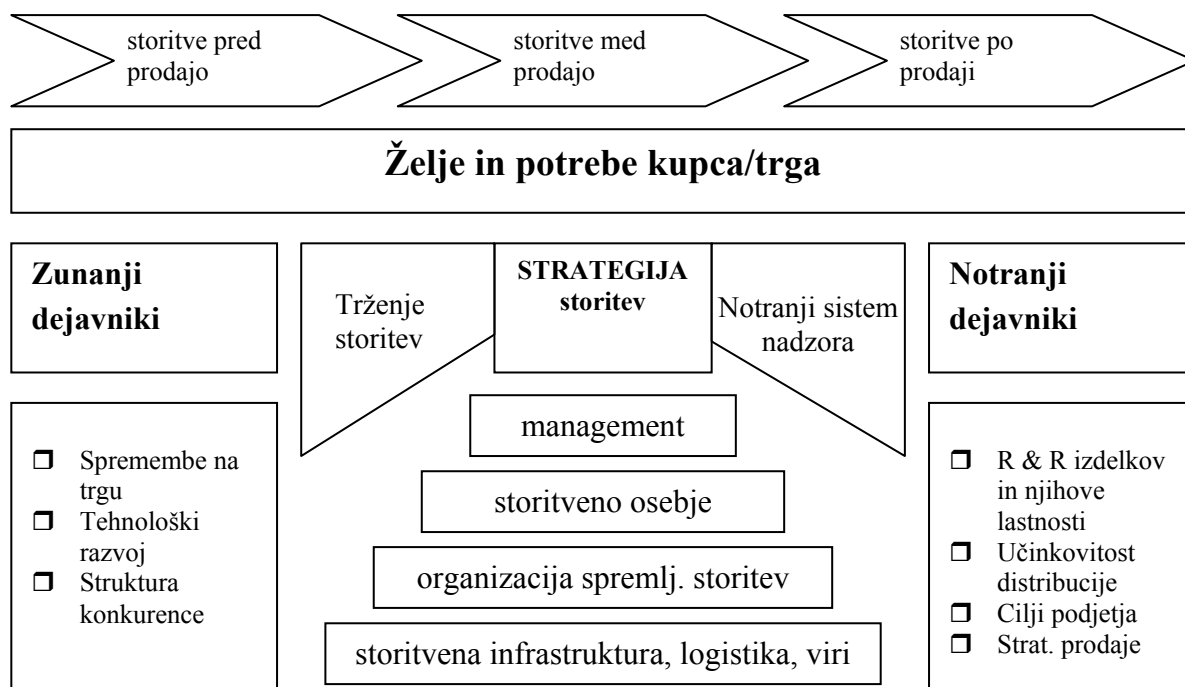 storitve pred
prodajo
storitve med
prodajo
storitve po
prodaji
Želje in potrebe kupca/trga
Zunanji
dejavniki
Trženje
storitev
STRATEGIJA
storitev
Notranji sistem
nadzora
Notranji
dejavniki
management
storitveno osebje
organizacija spremlj. storitev
storitvena infrastruktura, logistika, viri
❒ Spremembe na
trgu
❒ Tehnološki
razvoj
❒ Struktura
konkurence
❒ R & R izdelkov
in njihove
lastnosti
❒ Učinkovitost
distribucije
❒ Cilji podjetja
❒ Strat. prodaje